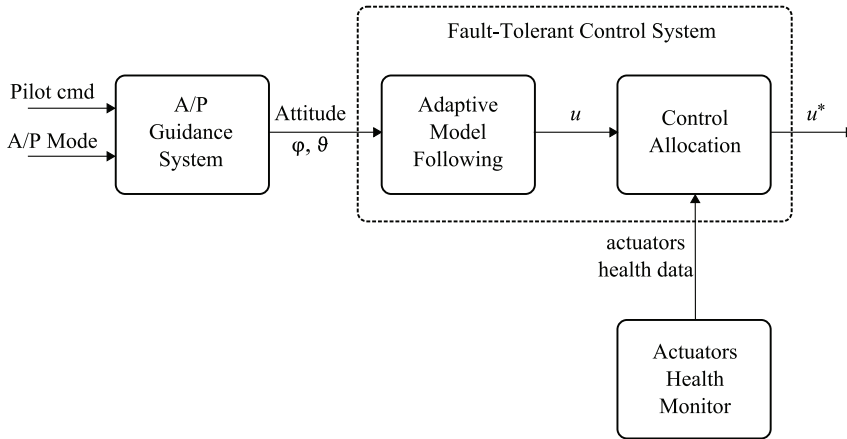 Fault-Tolerant Control System
Pilot cmd
A/P Mode
A/P
Guidance
System
Attitude
φ, ϑ
Adaptive
Model
Following
u
Control
Allocation
u*
actuators
health data
Actuators
Health
Monitor